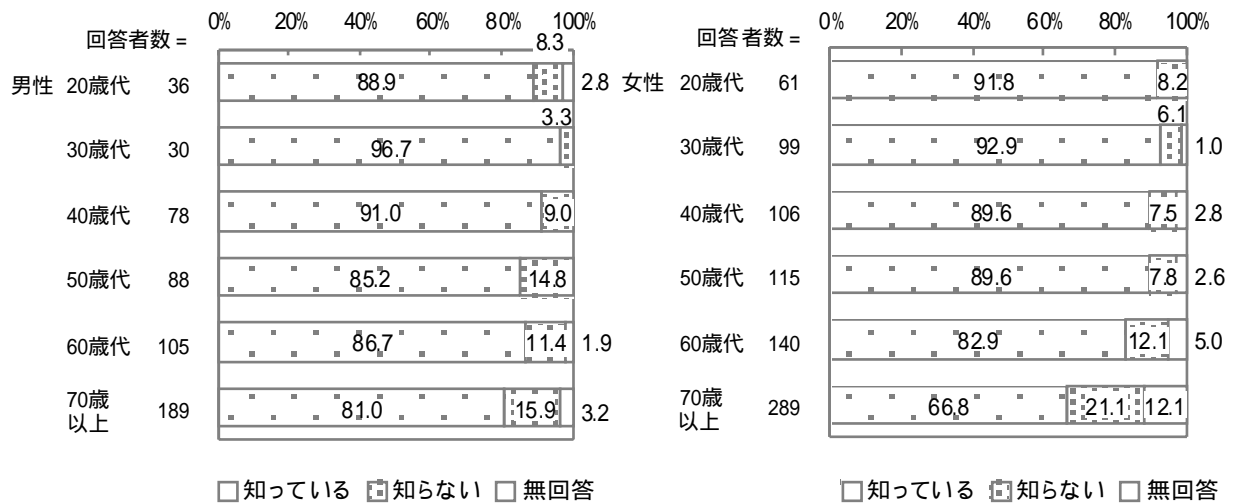 0% 20% 40% 60% 80% 100%
回答者数 =
8.3
男性 20歳代 36 88.9 2.8
3.3
30歳代 30 96.7
40歳代 78 91.0 9.0
50歳代 88 85.2 14.8
60歳代 105 86.7 11.4 1.9
70歳
以上 189 81.0 15.9 3.2
知っている 知らない 無回答
0% 20% 40% 60% 80% 100%
回答者数 =
女性 20歳代 61 91.8 8.2
6.1
30歳代 99 92.9 1.0
40歳代 106 89.6 7.5 2.8
50歳代 115 89.6 7.8 2.6
60歳代 140 82.9 12.1 5.0
70歳
以上 289 66.8 21.1 12.1
知っている 知らない 無回答